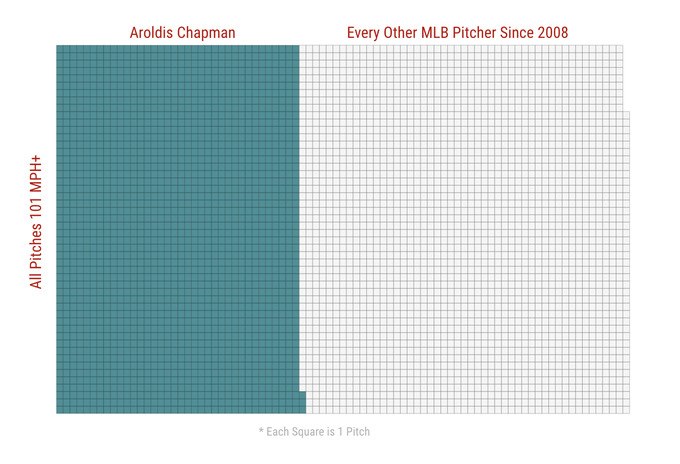 Aroldis Chapman
Every Other MLB Pitcher Since 2008
All Pitches 101 MPH+
* Each Square is 1 Pitch